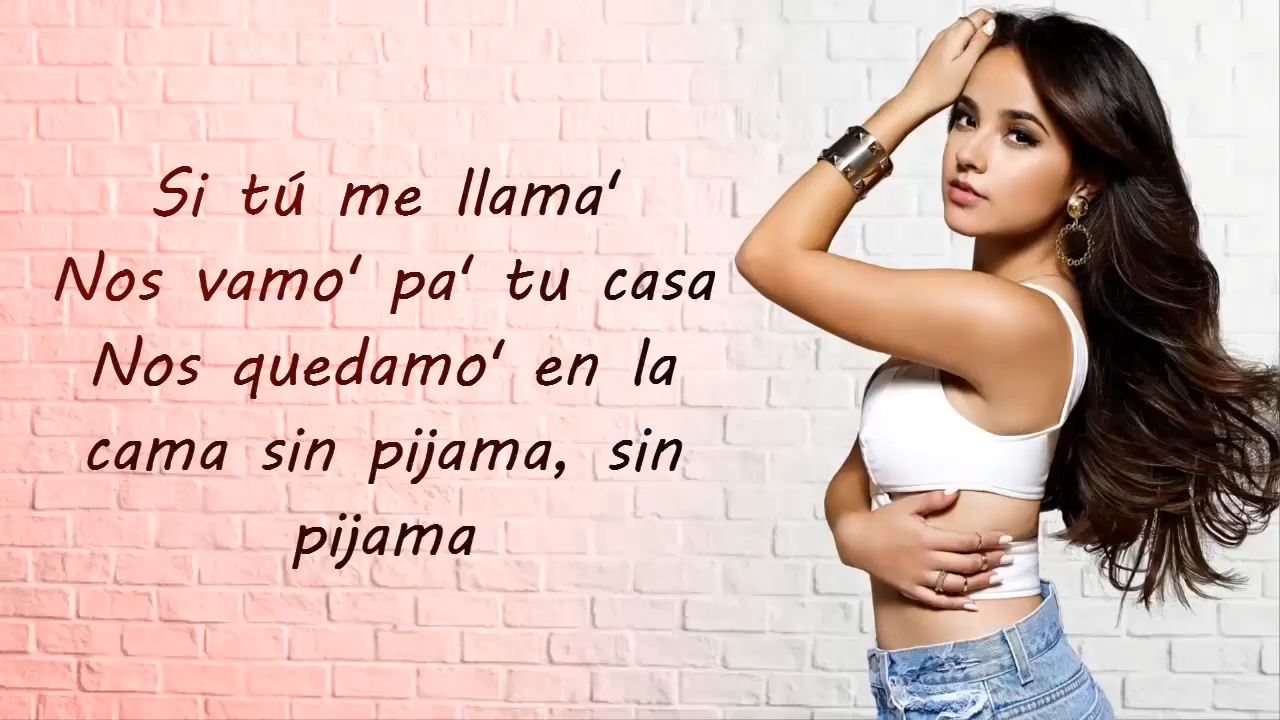 Si tú me llama'
Nos vamo' pa' tu casa
Nos quedamo' en la
cama sin pijama, sin
pijama